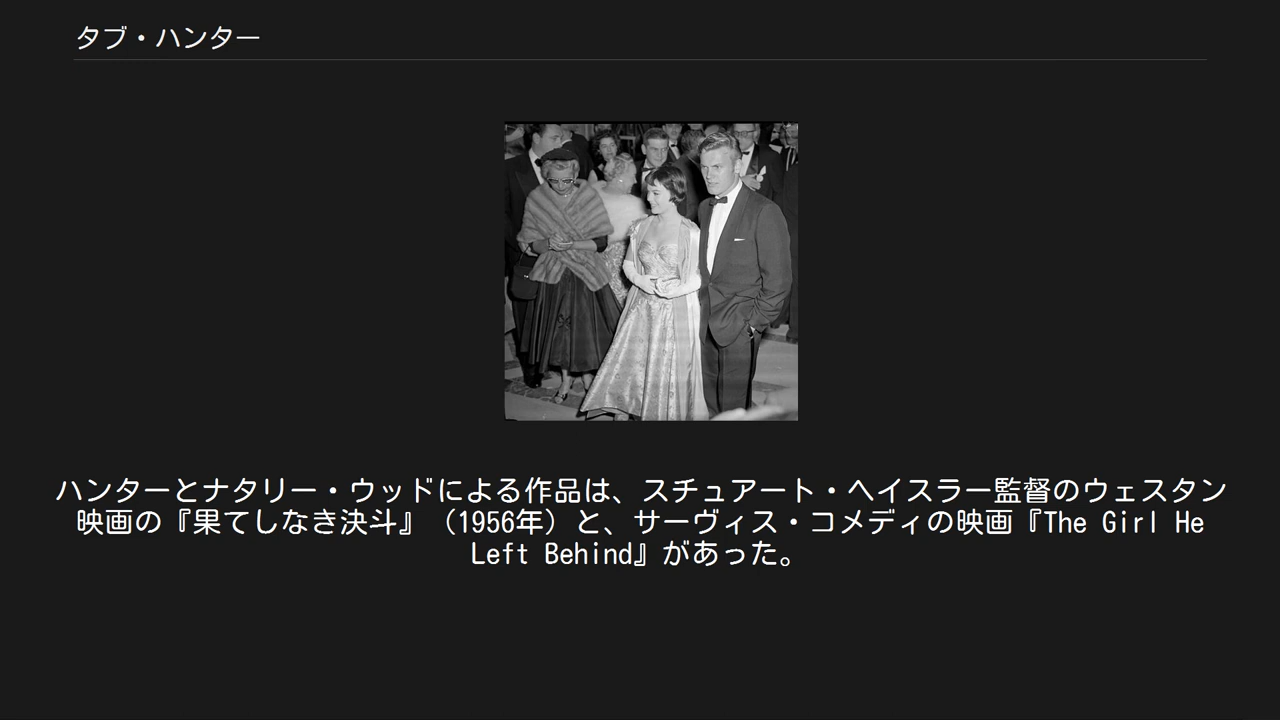 タブ・ハンター
ハンターとナタリー・ウッドによる作品は、スチュアート・ヘイスラー監督のウェスタン
映画の『果てしなき決斗』（1956年）と、サーヴィス・コメディの映画『The Girl He
Left Behind』があった。